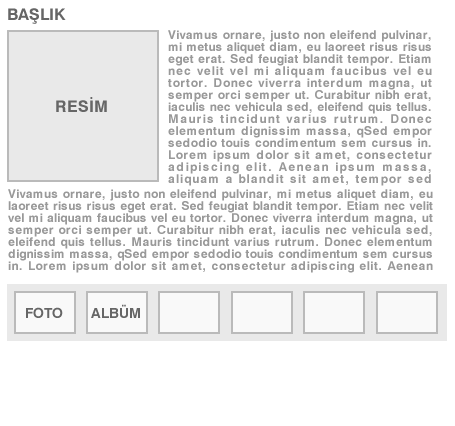 BAŞLIK
RESİM
Vivamus ornare, justo non eleifend pulvinar,
mi metus aliquet diam, eu laoreet risus risus
eget erat. Sed feugiat blandit tempor. Etiam
nec velit vel mi aliquam faucibus vel eu
tortor. Donec viverra interdum magna, ut
semper orci semper ut. Curabitur nibh erat,
iaculis nec vehicula sed, eleifend quis tellus.
Mauris tincidunt varius rutrum. Donec
elementum dignissim massa, qSed empor
sedodio touis condimentum sem cursus in.
Lorem ipsum dolor sit amet, consectetur
adipiscing elit. Aenean ipsum massa,
aliquam a blandit sit amet, tempor sed
Vivamus ornare, justo non eleifend pulvinar, mi metus aliquet diam, eu
laoreet risus risus eget erat. Sed feugiat blandit tempor. Etiam nec velit
vel mi aliquam faucibus vel eu tortor. Donec viverra interdum magna, ut
semper orci semper ut. Curabitur nibh erat, iaculis nec vehicula sed,
eleifend quis tellus. Mauris tincidunt varius rutrum. Donec elementum
dignissim massa, qSed empor sedodio touis condimentum sem cursus
in. Lorem ipsum dolor sit amet, consectetur adipiscing elit. Aenean
FOTO
ALBÜM